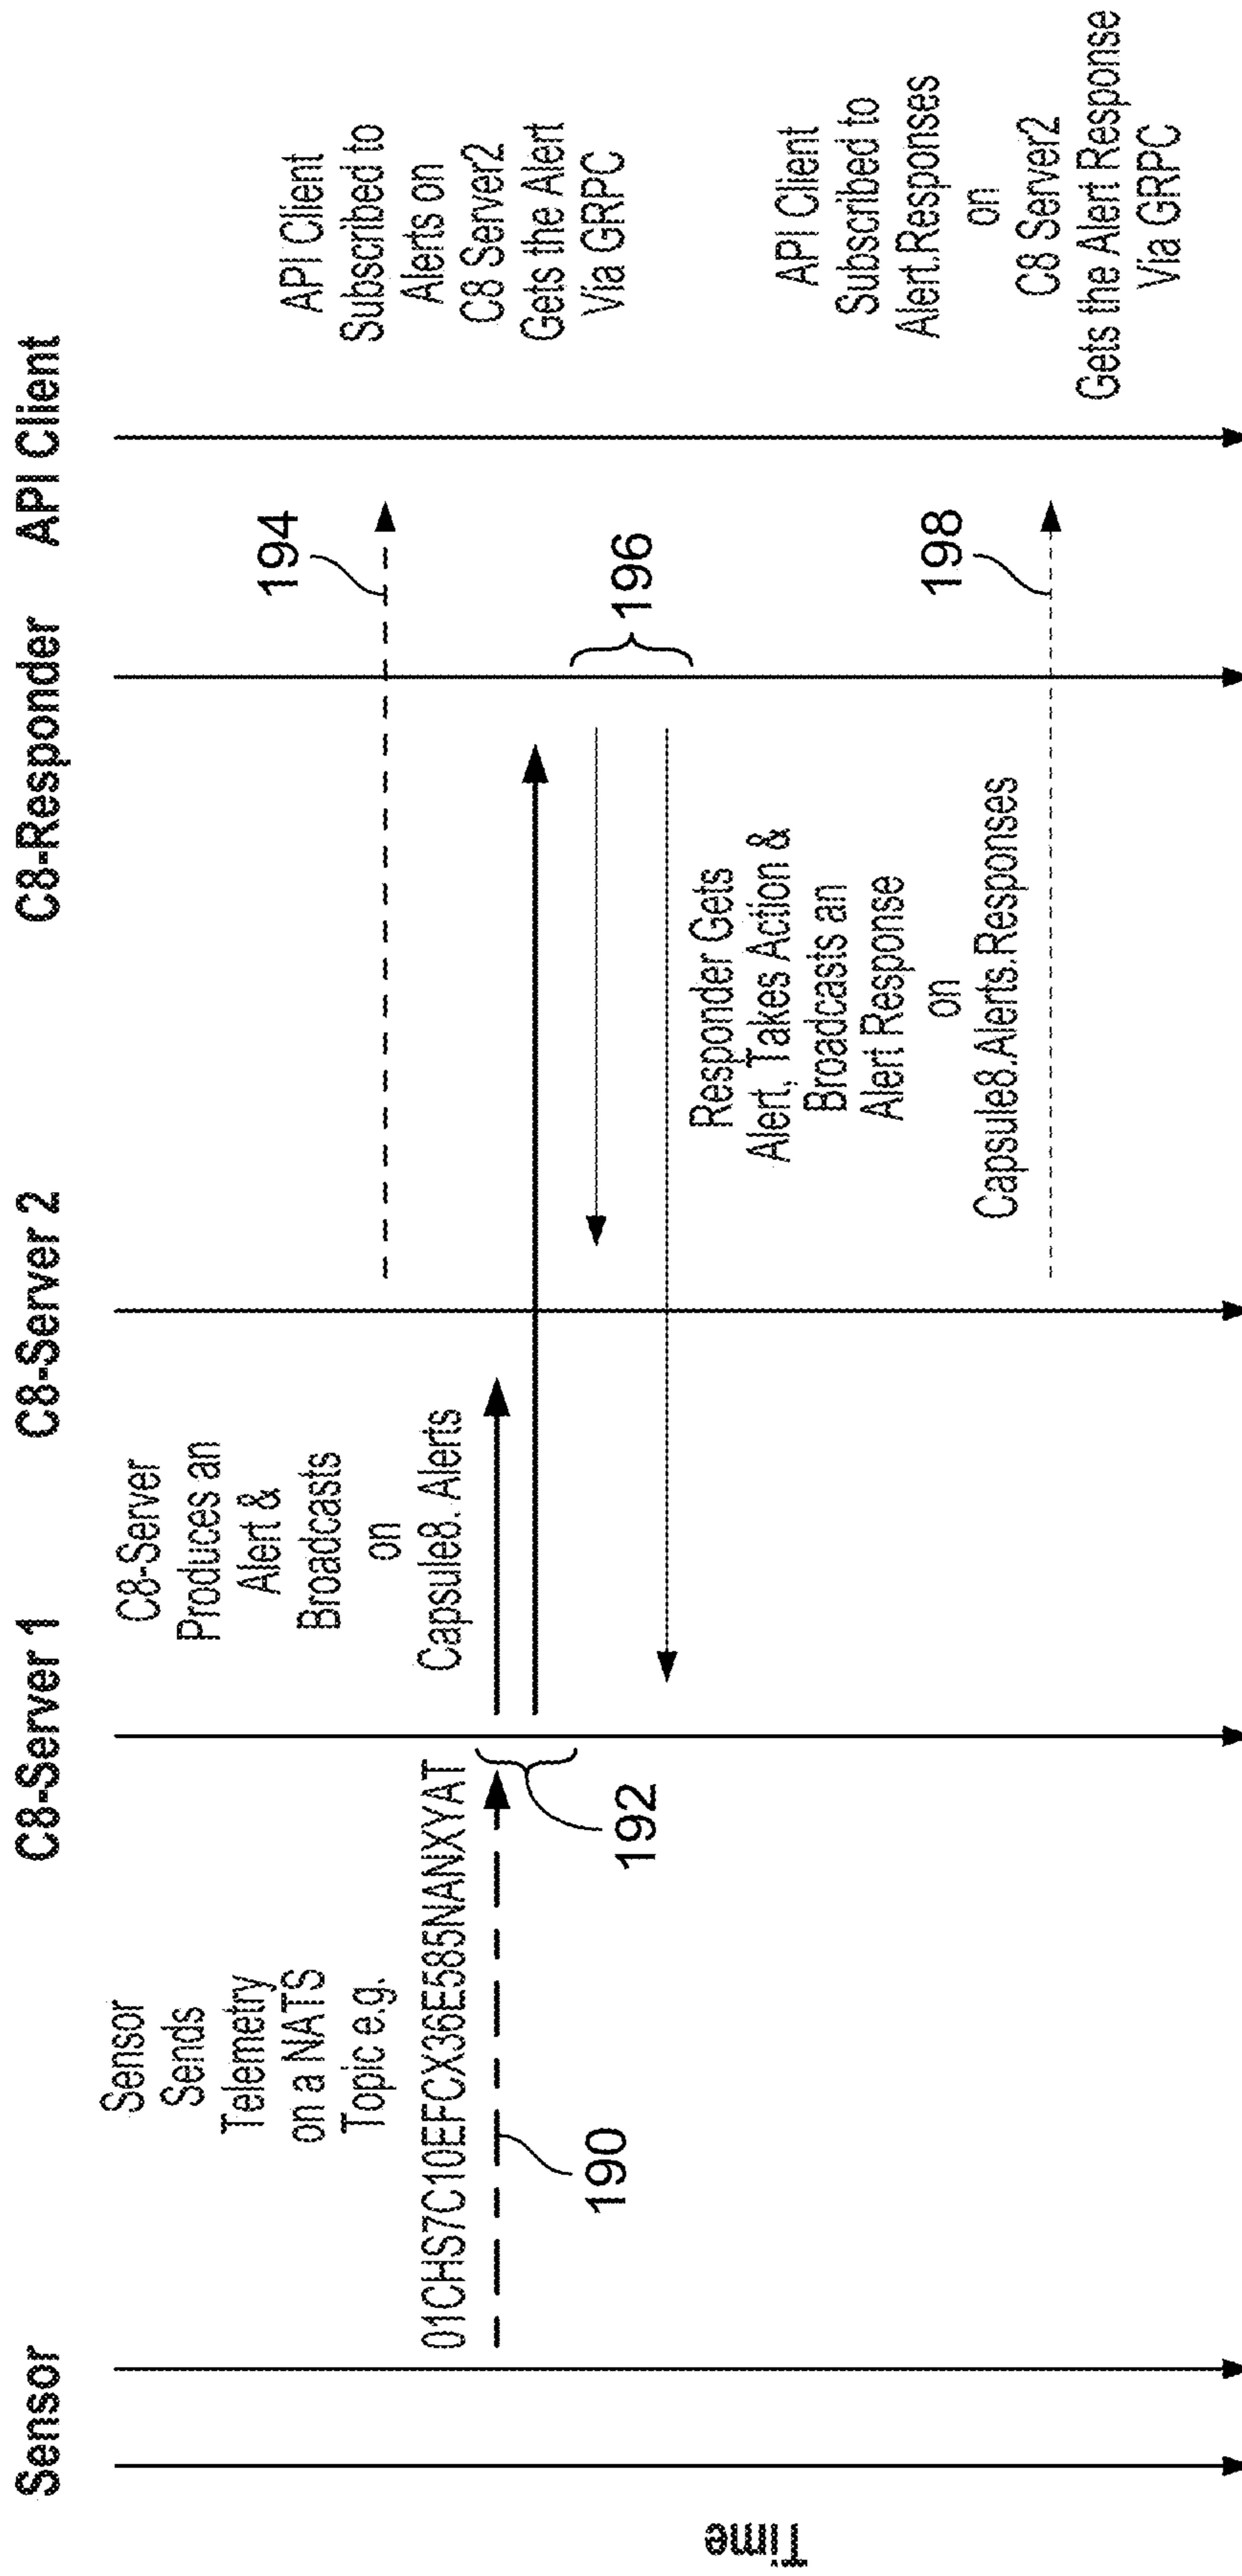 Sensor
C8-Server 1
C8-Server 2
C8-Responder
API Client
Time
Sensor
Sends
Telemetry
on a NATS
Topic e.g.
01CHS7C10EFCX36E585NANXYAT
190
192
C8-Server
Produces an
Alert &
Broadcasts
on
Capsule8. Alerts
194
API Client
Subscribed to
Alerts on
C8 Server2
Gets the Alert
Via GRPC
196
Responder Gets
Alert, Takes Action &
Broadcasts an
Alert Response
on
Capsule8.Alerts.Responses
198
API Client
Subscribed to
Alert.Responses
on
C8 Server2
Gets the Alert Response
Via GRPC